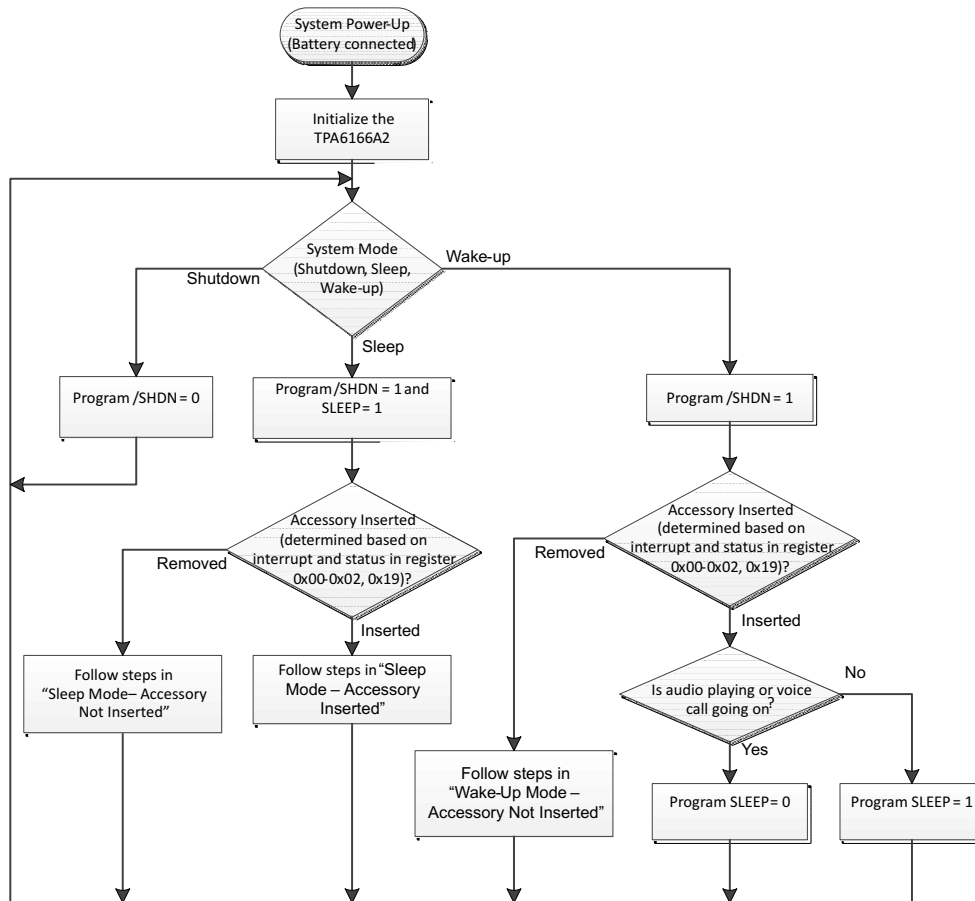 System Power-Up
(Battery connected)
Initialize the
TPA6166A2
System Mode
(Shutdown, Sleep,
Wake-up)
Shutdown
Wake-up
Sleep
Program /SHDN = 0
Program /SHDN = 1 and
SLEEP = 1
Program /SHDN = 1
Accessory Inserted
(determined based on
interrupt and status in register
0x00-0x02, 0x19)?
Removed
Inserted
Accessory Inserted
(determined based on
interrupt and status in register
0x00-0x02, 0x19)?
Removed
Inserted
Follow steps in
“Sleep Mode– Accessory
Not Inserted”
Follow steps in “Sleep
Mode – Accessory
Inserted”
Is audio playing or voice
call going on?
No
Yes
Follow steps in
“Wake-Up Mode –
Accessory Not Inserted”
Program SLEEP = 0
Program SLEEP = 1